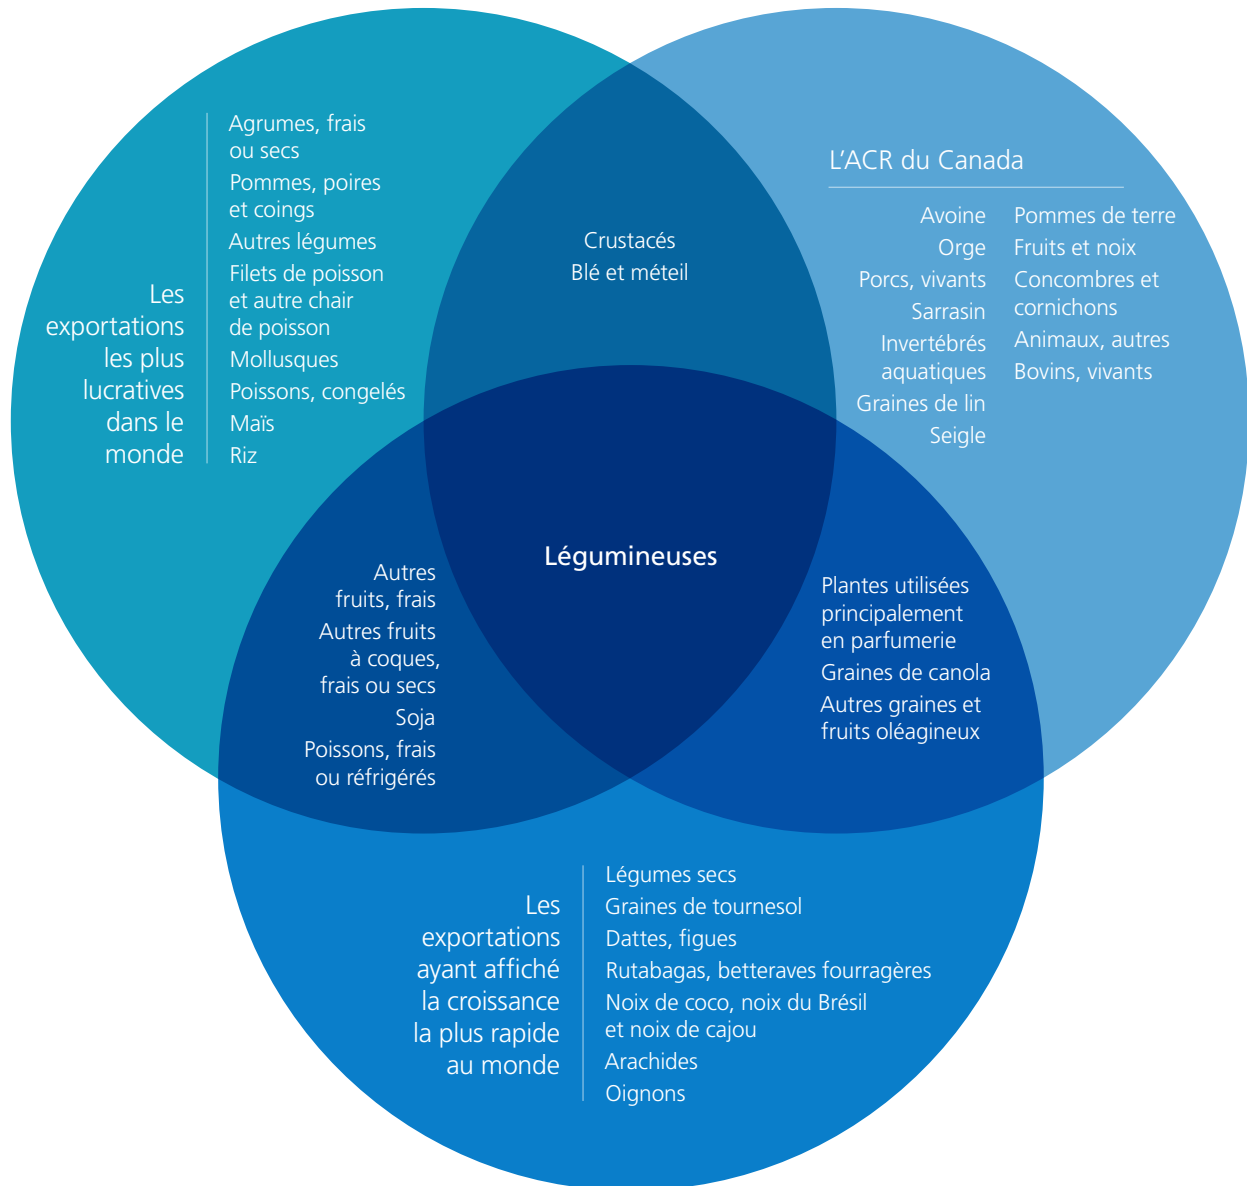 Les
exportations
les plus
lucratives
dans le
monde
Agrumes, frais
ou secs
Pommes, poires
et coings
Autres légumes
Filets de poisson
et autre chair
de poisson
Mollusques
Poissons, congelés
Maïs
Riz
Crustacés
Blé et méteil
L’ACR du Canada
Avoine
Orge
Porcs, vivants
Sarrasin
Invertébrés
aquatiques
Graines de lin
Seigle
Pommes de terre
Fruits et noix
Concombres et
cornichons
Animaux, autres
Bovins, vivants
Légumineuses
Autres
fruits, frais
Autres fruits
à coques,
frais ou secs
Soja
Poissons, frais
ou réfrigérés
Plantes utilisées
principalement
en parfumerie
Graines de canola
Autres graines et
fruits oléagineux
Les
exportations
ayant affiché
la croissance
la plus rapide
au monde
Légumes secs
Graines de tournesol
Dattes, figues
Rutabagas, betteraves fourragères
Noix de coco, noix du Brésil
et noix de cajou
Arachides
Oignons